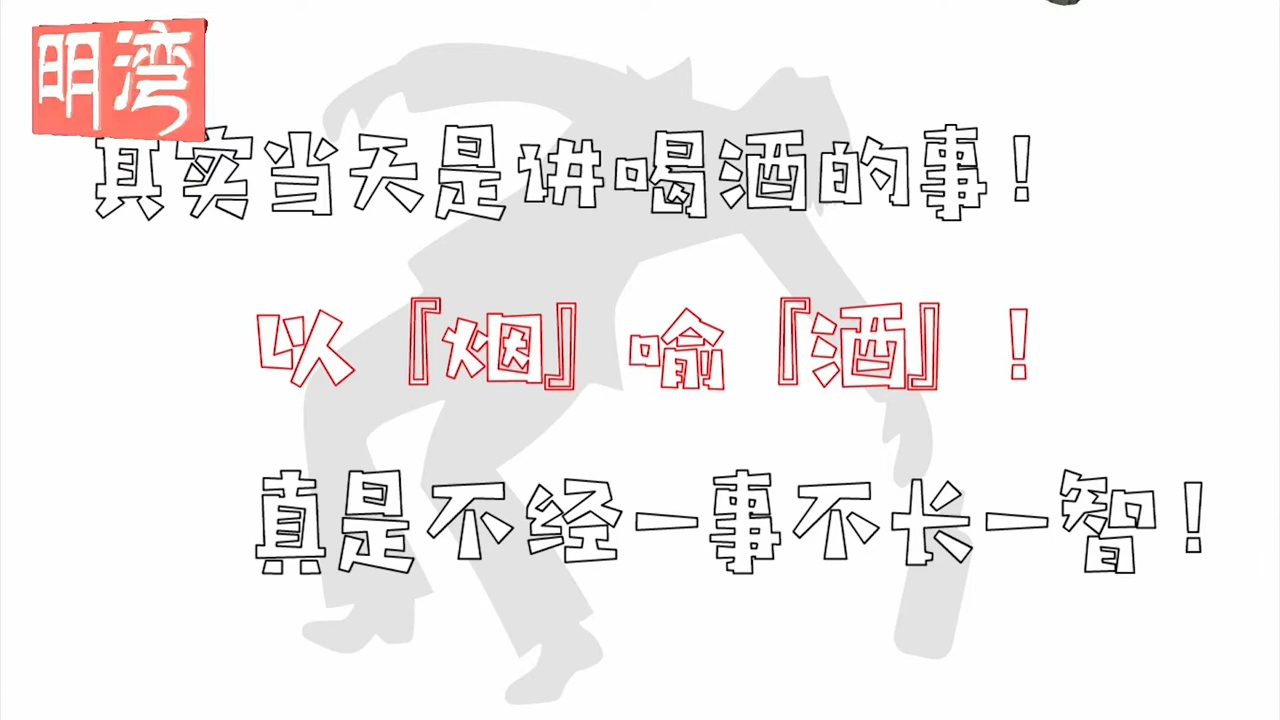 明湾
其实当天是讲喝酒的事！
以『烟』喻『酒』！
真是不经一事不长一智！